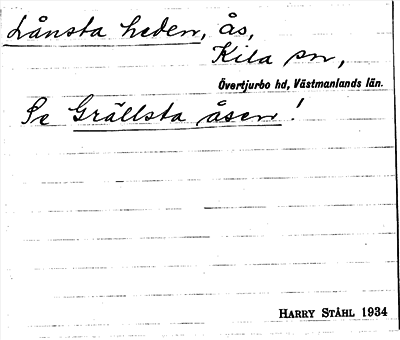 Lånsta heden, ås,
Kila sn,
Övertjurbo hd, Västmanlands län.
Se Grällsta åsen!
HARRY STÅHL 1934